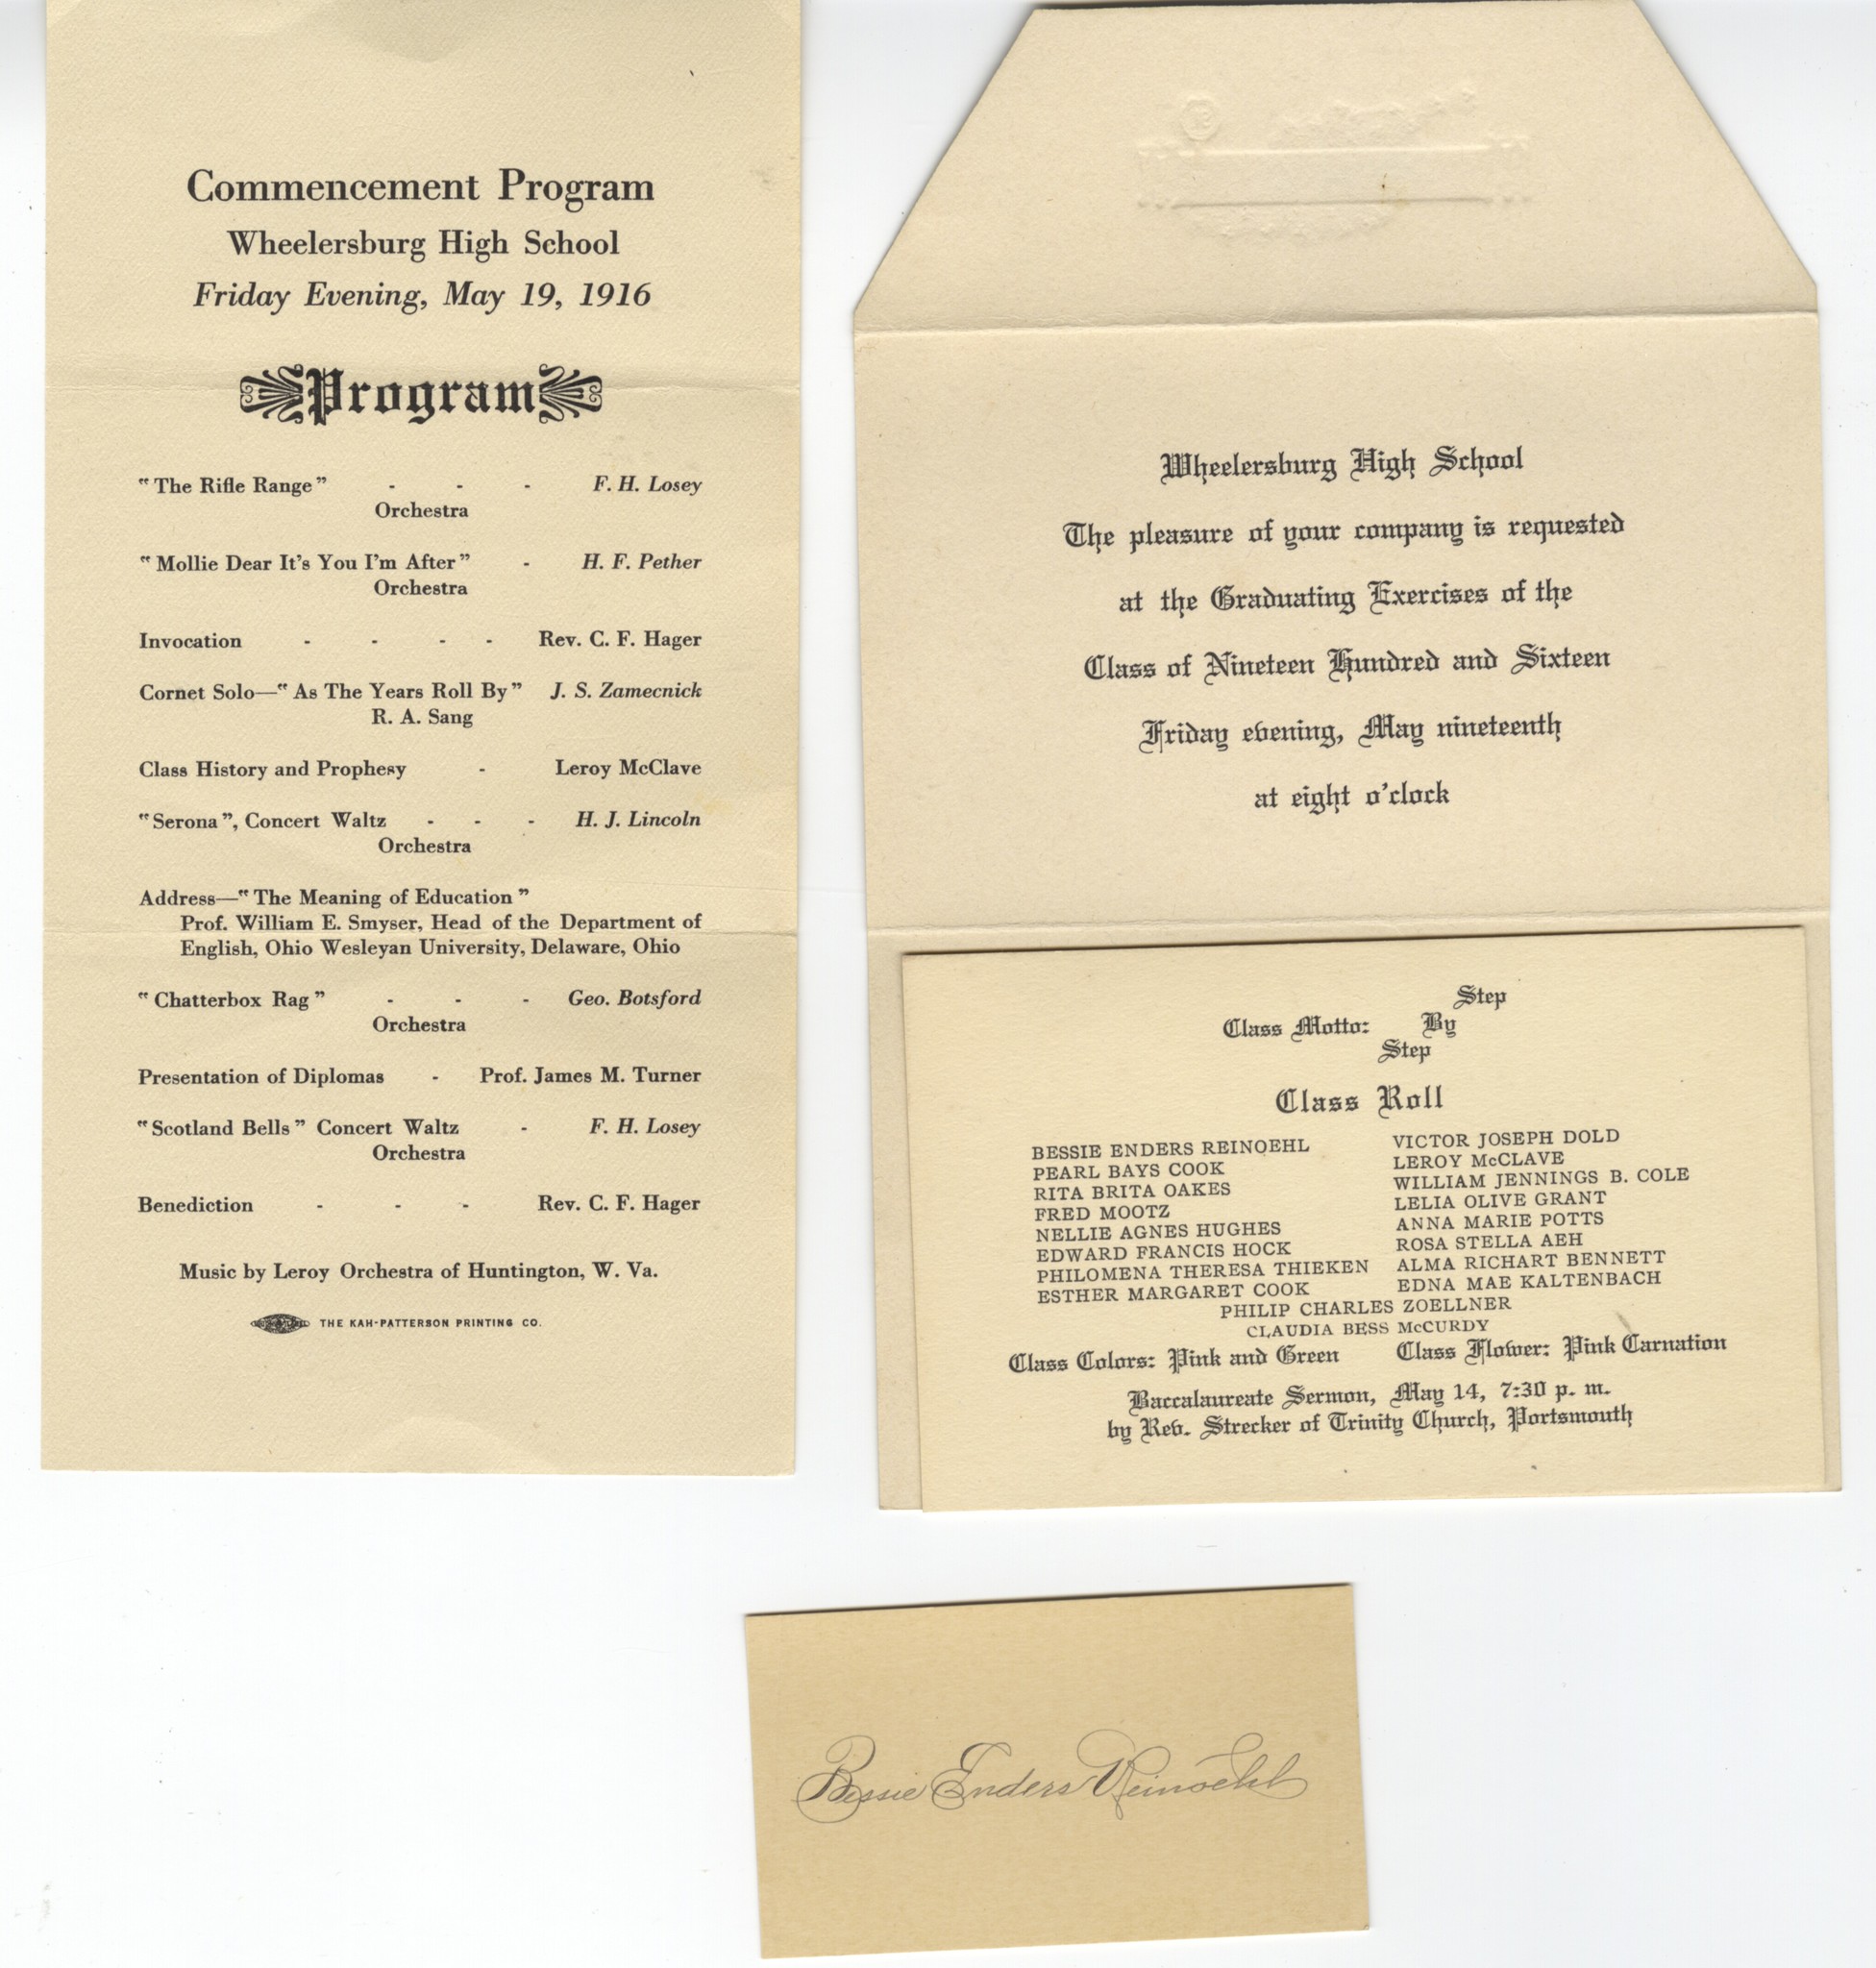 Commencement Program
Wheelersburg High School
Friday Evening, May 19, 1916
Program
"The Rifle Range" - - - F. H. Losey
Orchestra
"Mollie Dear It's You I'm After" - H. F. Pether
Orchestra
Invocation - - - - Rev. C. F. Hager
Cornet Solo—"As The Years Roll By" J. S. Zamecnick
R. A. Sang
Class History and Prophesy - Leroy McClave
"Serona", Concert Waltz - - - H. J. Lincoln
Orchestra
Address—"The Meaning of Education"
Prof. William E. Smyser, Head of the Department of
English, Ohio Wesleyan University, Delaware, Ohio
"Chatterbox Rag" - - - Geo. Botsford
Orchestra
Presentation of Diplomas - Prof. James M. Turner
"Scotland Bells" Concert Waltz - F. H. Losey
Orchestra
Benediction - - - Rev. C. F. Hager
Music by Leroy Orchestra of Huntington, W. Va.
THE KAH-PATTERSON PRINTING CO.
Wheelersburg High School
The pleasure of your company is requested
at the Graduating Exercises of the
Class of Nineteen Hundred and Sixteen
Friday evening, May nineteenth
at eight o'clock
Step
Class Motto: By
Step
Class Roll
BESSIE ENDERS REINOEHL VICTOR JOSEPH DOLD
PEARL BAYS COOK LEROY McCLAVE
RITA BRITA OAKES WILLIAM JENNINGS B. COLE
FRED MOOTZ LELIA OLIVE GRANT
NELLIE AGNES HUGHES ANNA MARIE POTTS
EDWARD FRANCIS HOCK ROSA STELLA AEH
PHILOMENA THERESA THIEKEN ALMA RICHART BENNETT
ESTHER MARGARET COOK EDNA MAE KALTENBACH
PHILIP CHARLES ZOELLNER
CLAUDIA BESS McCURDY
Class Colors: Pink and Green Class Flower: Pink Carnation
Baccalaureate Sermon, May 14, 7:30 p. m.
by Rev. Strecker of Trinity Church, Portsmouth
Bessie Enders Reinoehl